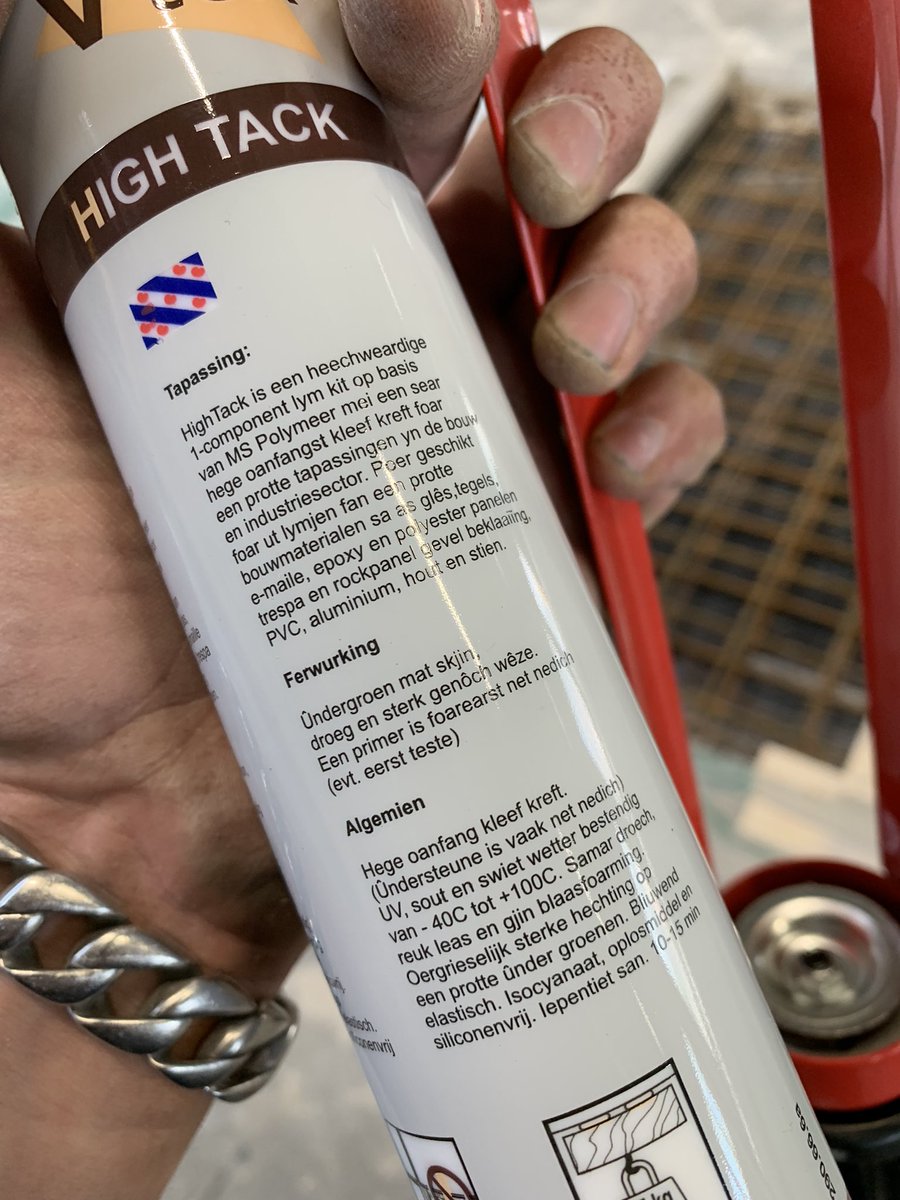 HIGH TACK
Tapassing:
HighTack is een heechweardige
1-component lym kit op basis
van MS Polymeer mei een sear
hege oanfangst kleef kreft foar
een protte tapassingen yn de bouw
en industriesector. Poer geschikt
foar ut lymjen fan een protte
bouwmaterialen sa as glês,tegels,
e-maile, epoxy en polyester panelen
trespa en rockpanel gevel beklaaiïng,
PVC, aluminium, hout en stien.
Ferwurking
Ûndergroen mat skjin,
droeg en sterk genôch wêze.
Een primer is foarearst net nedich
(evt. eerst teste)
Algemien
Hege oanfang kleef kreft.
(Ûndersteune is vaak net nedich)
UV, sout en swiet wetter bestendig
van - 40C tot +100C. Samar droech,
reuk leas en gjin blaasfoarming.
Oergrieselijk sterke hechting op
een protte ûnder groenen. Bliuwend
elastisch. Isocyanaat, oplosmiddel en
siliconenvrij. Iepentiet san. 10-15 min
kg